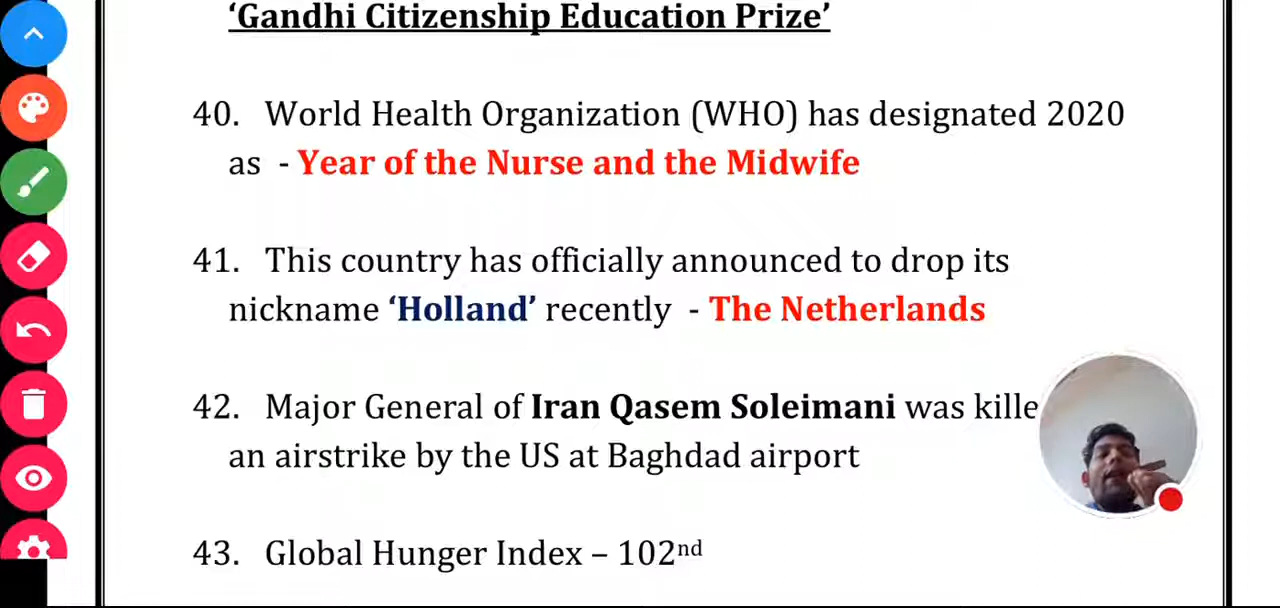 ‘Gandhi Citizenship Education Prize’
40. World Health Organization (WHO) has designated 2020
as - Year of the Nurse and the Midwife
41. This country has officially announced to drop its
nickname ‘Holland’ recently - The Netherlands
42. Major General of Iran Qasem Soleimani was kille
an airstrike by the US at Baghdad airport
43. Global Hunger Index – 102nd